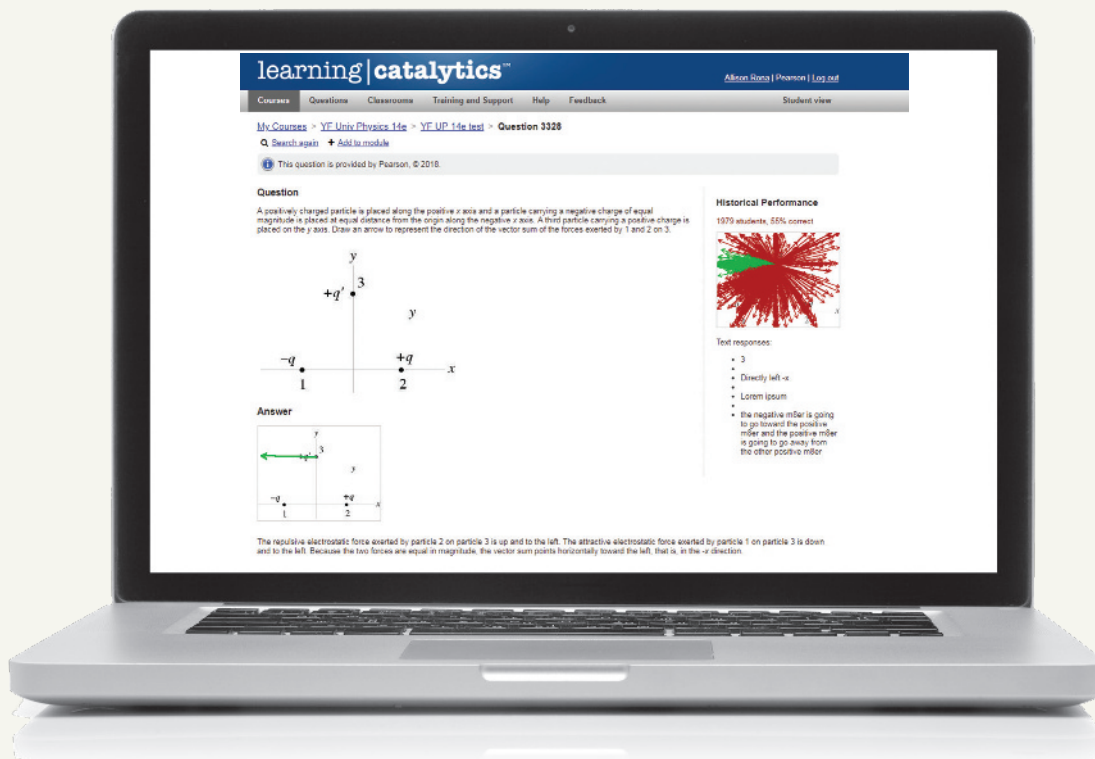 learning|catalytics™
Allison Rona | Pearson | Log out
Courses Questions Classrooms Training and Support Help Feedback Student view
My Courses > YF Univ Physics 14e > YF UP 14e test > Question 3328
Search again + Add to module
This question is provided by Pearson, © 2018.
Question
A positively charged particle is placed along the positive x axis and a particle carrying a negative charge of equal
magnitude is placed at equal distance from the origin along the negative x axis. A third particle carrying a positive charge is
placed on the y axis. Draw an arrow to represent the direction of the vector sum of the forces exerted by 1 and 2 on 3.
y
+q' 3
y
−q +q x
1 2
Answer
y
q' 3
y
−q +q x
1 2
The repulsive electrostatic force exerted by particle 2 on particle 3 is up and to the left. The attractive electrostatic force exerted by particle 1 on particle 3 is down
and to the left. Because the two forces are equal in magnitude, the vector sum points horizontally toward the left, that is, in the -x direction.
Historical Performance
1979 students, 55% correct
x
Text responses:
3
Directly left -x
Lorem ipsum
the negative m8er is going
to go toward the positive
m8er and the positive m8er
is going to go away from
the other positive m8er